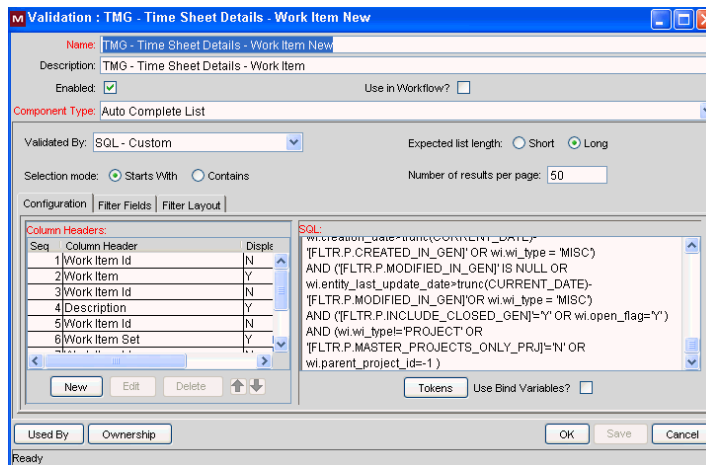 Validation : TMG - Time Sheet Details - Work Item New
Name: TMG - Time Sheet Details - Work Item New
Description: TMG - Time Sheet Details - Work Item
Enabled: Use in Workflow?
Component Type: Auto Complete List
Validated By: SQL - Custom Expected list length: Short Long
Selection mode: Starts With Contains Number of results per page: 50
Configuration Filter Fields Filter Layout
Column Headers:
Seq Column Header Displa
1 Work Item Id N
2 Work Item Y
3 Work Item Id N
4 Description Y
5 Work Item Id N
6 Work Item Set Y
New Edit Delete
SQL:
wi.creation_date>trunc(CURRENT_DATE)-
'[FLTR.P.CREATED_IN_GEN]' OR wi.wi_type = 'MISC')
AND ('[FLTR.P.MODIFIED_IN_GEN]' IS NULL OR
wi.entity_last_update_date>trunc(CURRENT_DATE)-
'[FLTR.P.MODIFIED_IN_GEN]'OR wi.wi_type = 'MISC')
AND ('[FLTR.P.INCLUDE_CLOSED_GEN]'='Y' OR wi.open_flag='Y')
AND (wi.wi_type!='PROJECT' OR
'[FLTR.P.MASTER_PROJECTS_ONLY_PRJ]'='N' OR
wi.parent_project_id=-1 )
Tokens Use Bind Variables?
Used By Ownership OK Save Cancel
Ready